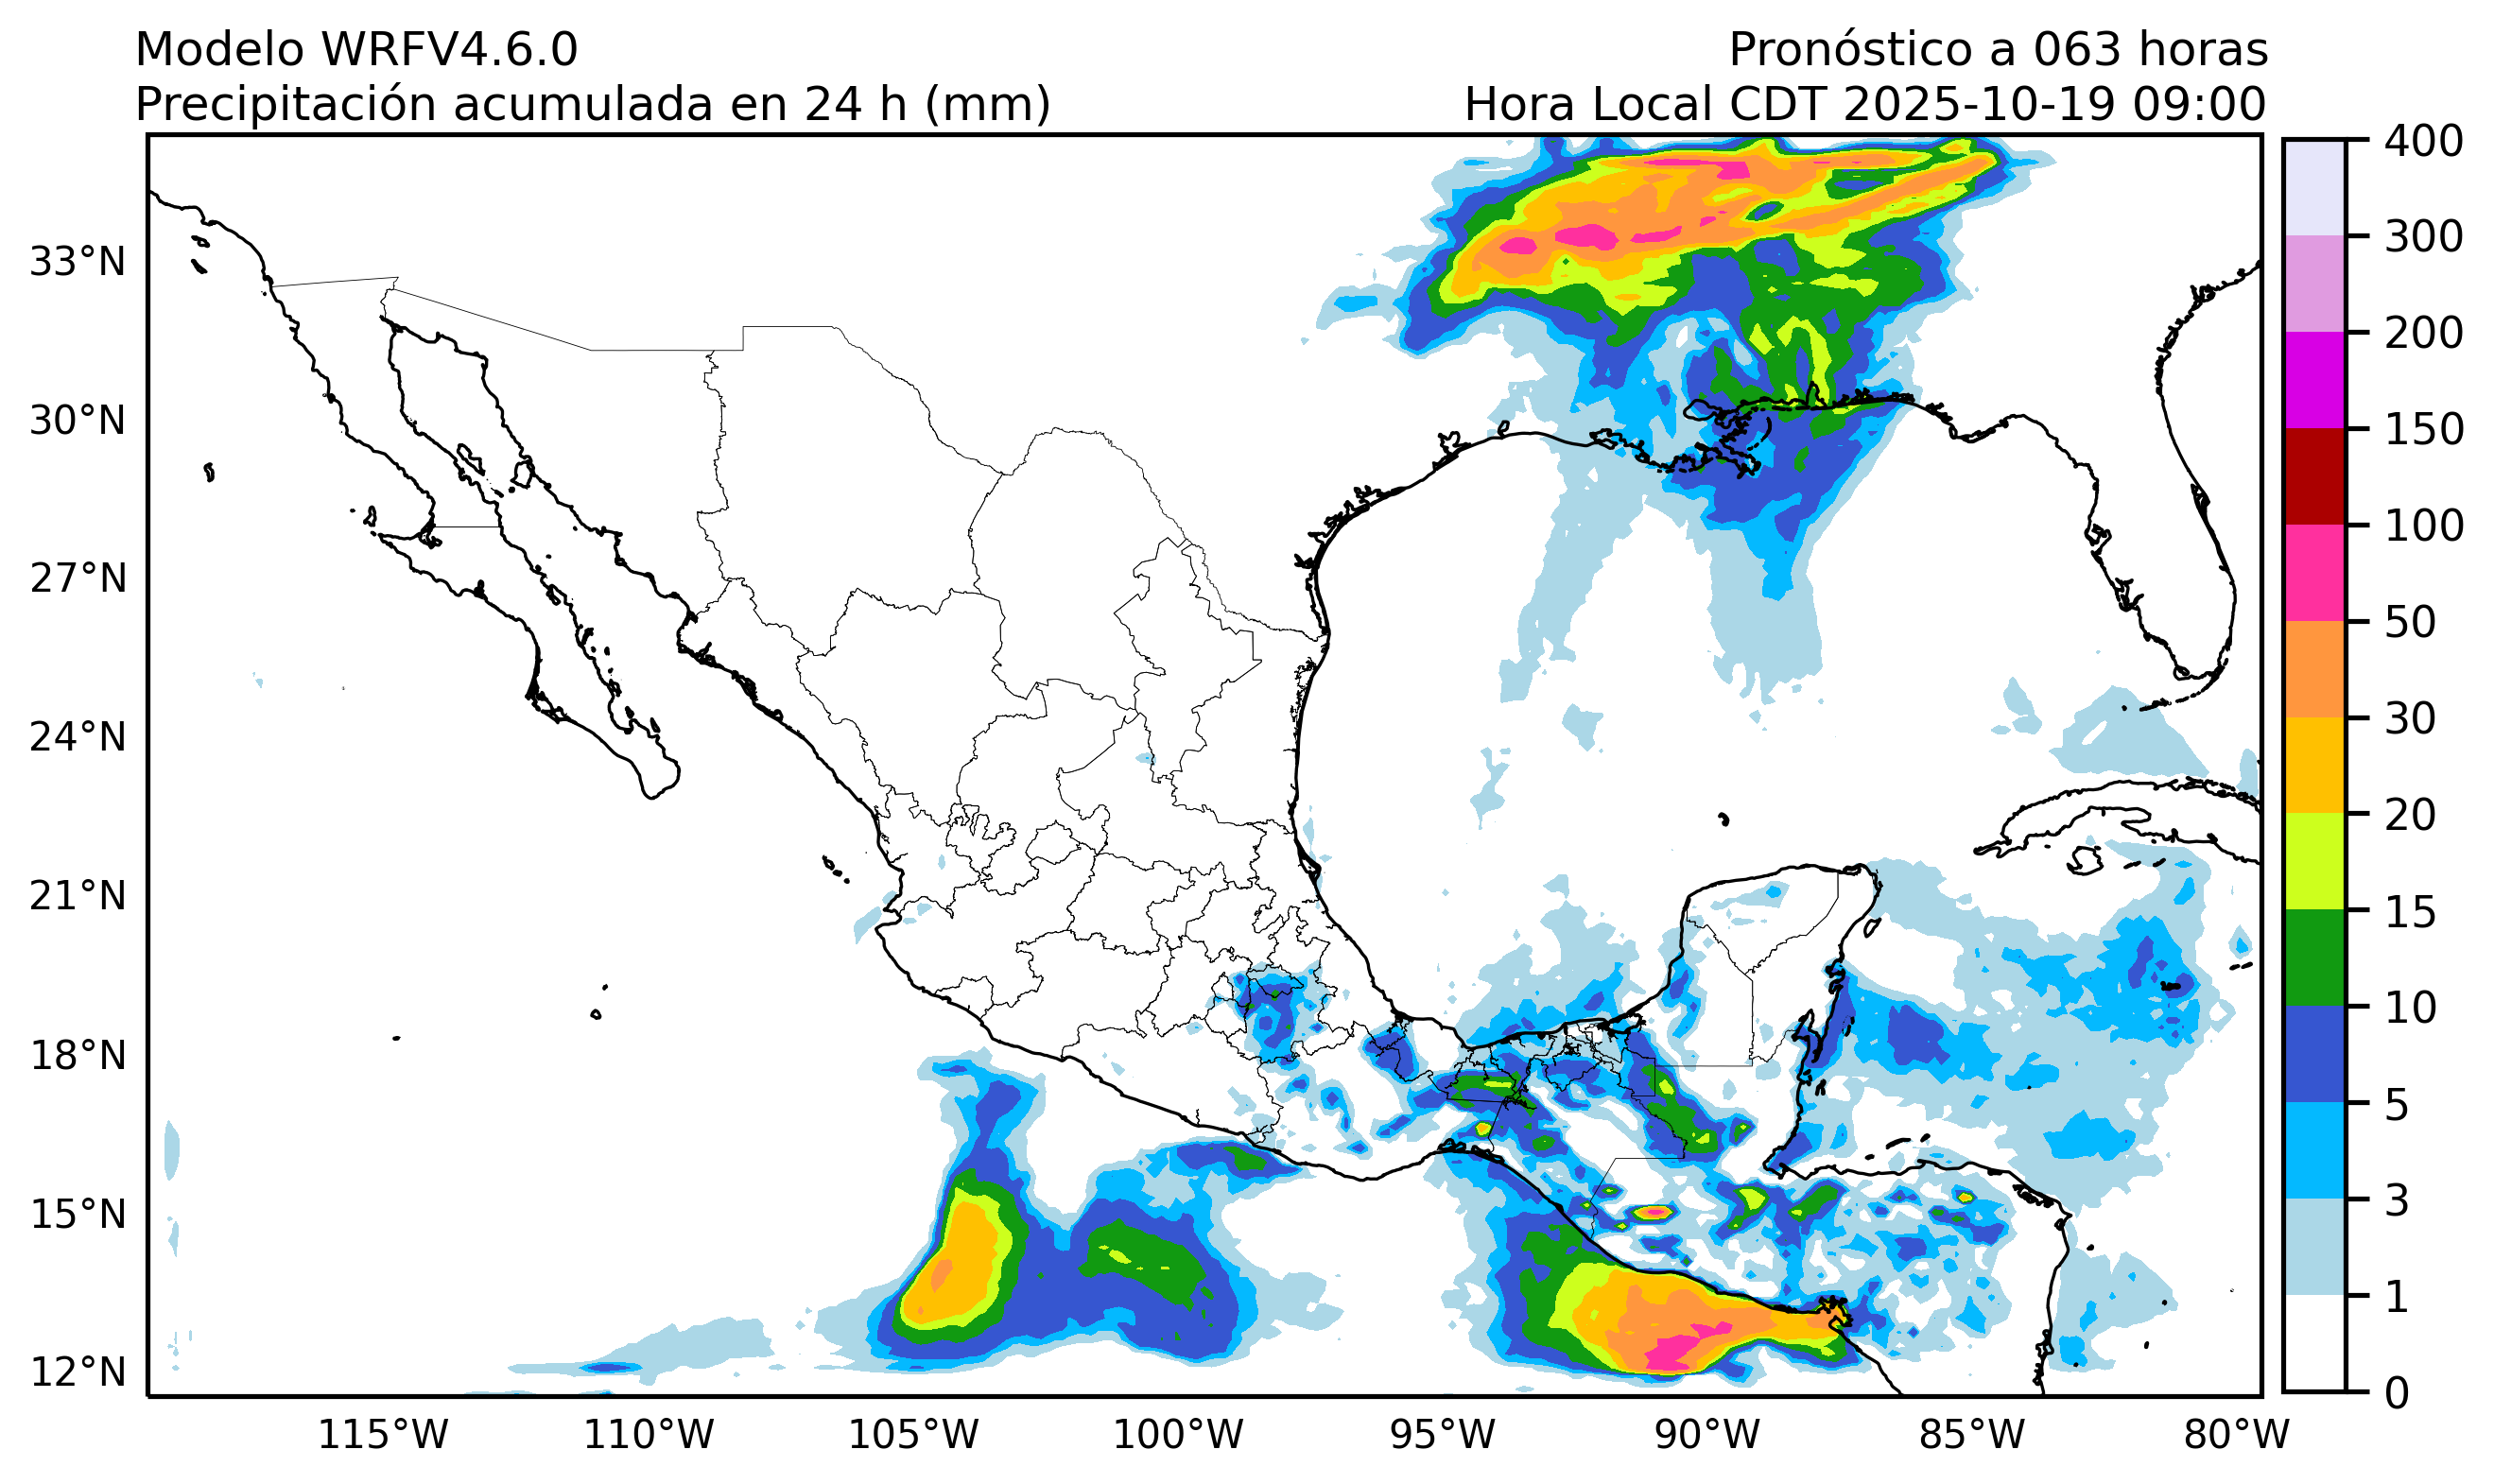 Modelo WRFV4.6.0
Pronóstico a 063 horas
Precipitación acumulada en 24 h (mm)
Hora Local CDT 2025-10-19 09:00
33°N
30°N
27°N
24°N
21°N
18°N
15°N
12°N
115°W
110°W
105°W
100°W
95°W
90°W
85°W
80°W
400
300
200
150
100
50
30
20
15
10
5
3
1
0